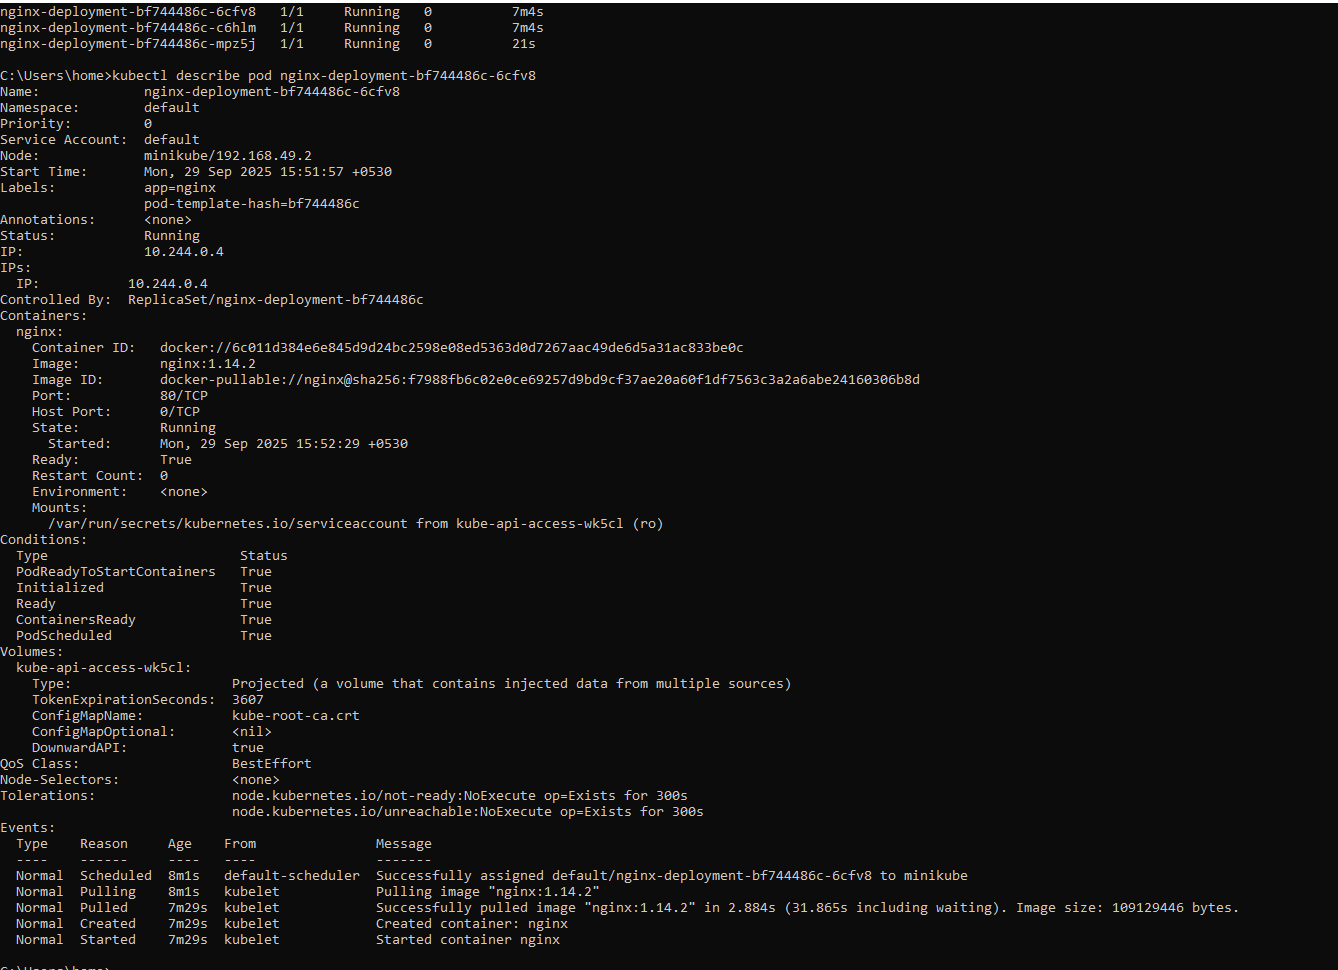 nginx-deployment-bf744486c-6cfv8   1/1     Running   0          7m4s
nginx-deployment-bf744486c-c6hlm   1/1     Running   0          7m4s
nginx-deployment-bf744486c-mpz5j   1/1     Running   0          21s
C:\Users\home>kubectl describe pod nginx-deployment-bf744486c-6cfv8
Name:             nginx-deployment-bf744486c-6cfv8
Namespace:        default
Priority:         0
Service Account:  default
Node:             minikube/192.168.49.2
Start Time:       Mon, 29 Sep 2025 15:51:57 +0530
Labels:           app=nginx
                  pod-template-hash=bf744486c
Annotations:      <none>
Status:           Running
IP:               10.244.0.4
IPs:
  IP:           10.244.0.4
Controlled By:  ReplicaSet/nginx-deployment-bf744486c
Containers:
  nginx:
    Container ID:   docker://6c011d384e6e845d9d24bc2598e08ed5363d0d7267aac49de6d5a31ac833be0c
    Image:          nginx:1.14.2
    Image ID:       docker-pullable://nginx@sha256:f7988fb6c02e0ce69257d9bd9cf37ae20a60f1df7563c3a2a6abe24160306b8d
    Port:           80/TCP
    Host Port:      0/TCP
    State:          Running
      Started:      Mon, 29 Sep 2025 15:52:29 +0530
    Ready:          True
    Restart Count:  0
    Environment:    <none>
    Mounts:
      /var/run/secrets/kubernetes.io/serviceaccount from kube-api-access-wk5cl (ro)
Conditions:
  Type                        Status
  PodReadyToStartContainers   True
  Initialized                 True
  Ready                       True
  ContainersReady             True
  PodScheduled                True
Volumes:
  kube-api-access-wk5cl:
    Type:                    Projected (a volume that contains injected data from multiple sources)
    TokenExpirationSeconds:  3607
    ConfigMapName:           kube-root-ca.crt
    ConfigMapOptional:       <nil>
    DownwardAPI:             true
QoS Class:                   BestEffort
Node-Selectors:              <none>
Tolerations:                 node.kubernetes.io/not-ready:NoExecute op=Exists for 300s
                             node.kubernetes.io/unreachable:NoExecute op=Exists for 300s
Events:
  Type    Reason     Age    From               Message
  ----    ------     ----   ----               -------
  Normal  Scheduled  8m1s   default-scheduler  Successfully assigned default/nginx-deployment-bf744486c-6cfv8 to minikube
  Normal  Pulling    8m1s   kubelet            Pulling image "nginx:1.14.2"
  Normal  Pulled     7m29s  kubelet            Successfully pulled image "nginx:1.14.2" in 2.884s (31.865s including waiting). Image size: 109129446 bytes.
  Normal  Created    7m29s  kubelet            Created container: nginx
  Normal  Started    7m29s  kubelet            Started container nginx
C:\Users\home>